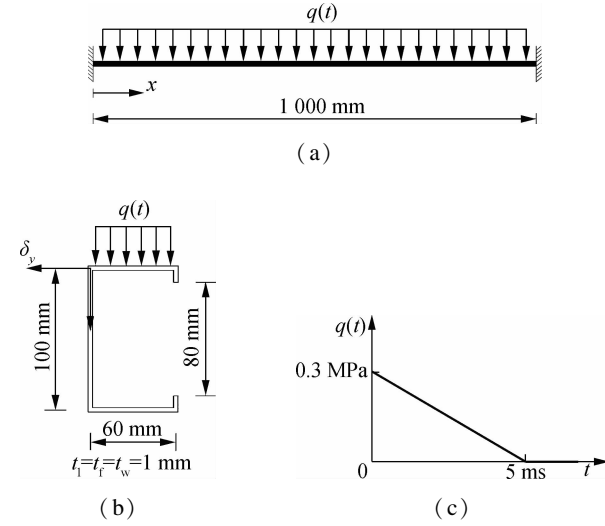 q(t)
x
1 000 mm
(a)
q(t)
δy
100 mm
80 mm
60 mm
t1=tf=tw=1 mm
(b)
q(t)
0.3 MPa
0
5 ms
t
(c)